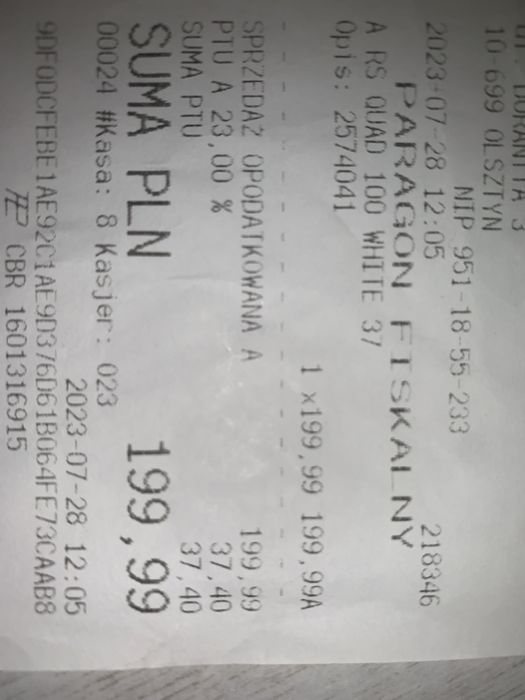 10-699 OLSZTYN
NIP 951-18-55-233
2023-07-28 12:05 218346
PARAGON FISKALNY
A RS QUAD 100 WHITE 37
Opis: 2574041
1 x199,99 199,99A
- - - - - - - - - - - - - - - -
SPRZEDAŻ OPODATKOWANA A 199,99
PTU A 23,00 % 37,40
SUMA PTU 37,40
SUMA PLN 199,99
00024 #Kasa: 8 Kasjer: 023
2023-07-28 12:05
9DF0DCFEBE1AE92C1AE9D376D61B064FE73CAAB8
CBR 1601316915